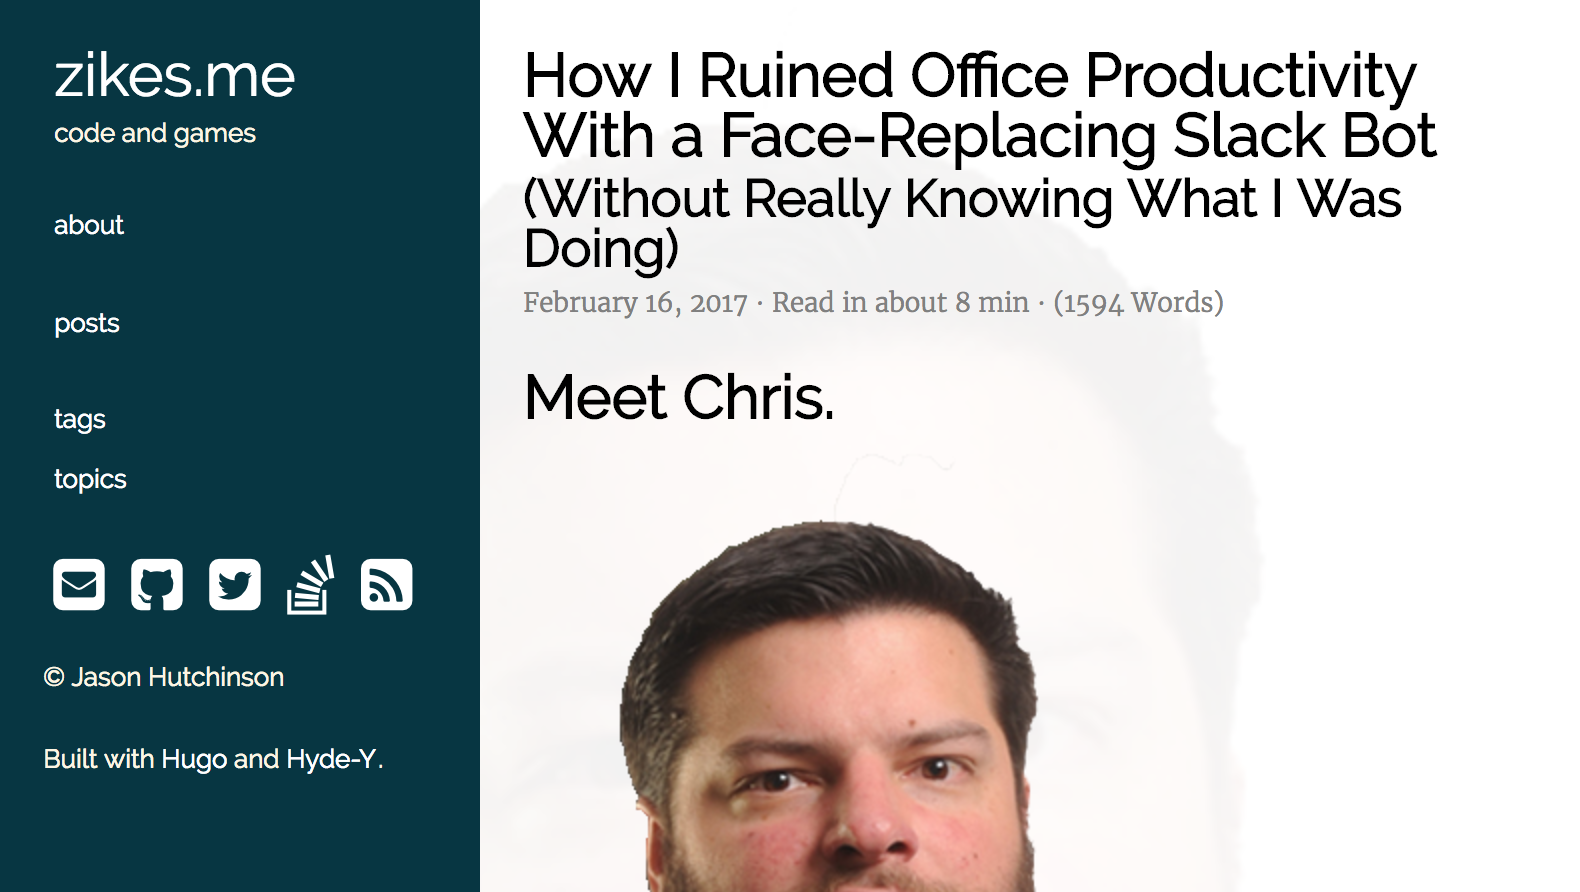 zikes.me
code and games
about
posts
tags
topics
© Jason Hutchinson
Built with Hugo and Hyde-Y.
How I Ruined Office Productivity
With a Face-Replacing Slack Bot
(Without Really Knowing What I Was
Doing)
February 16, 2017 · Read in about 8 min · (1594 Words)
Meet Chris.